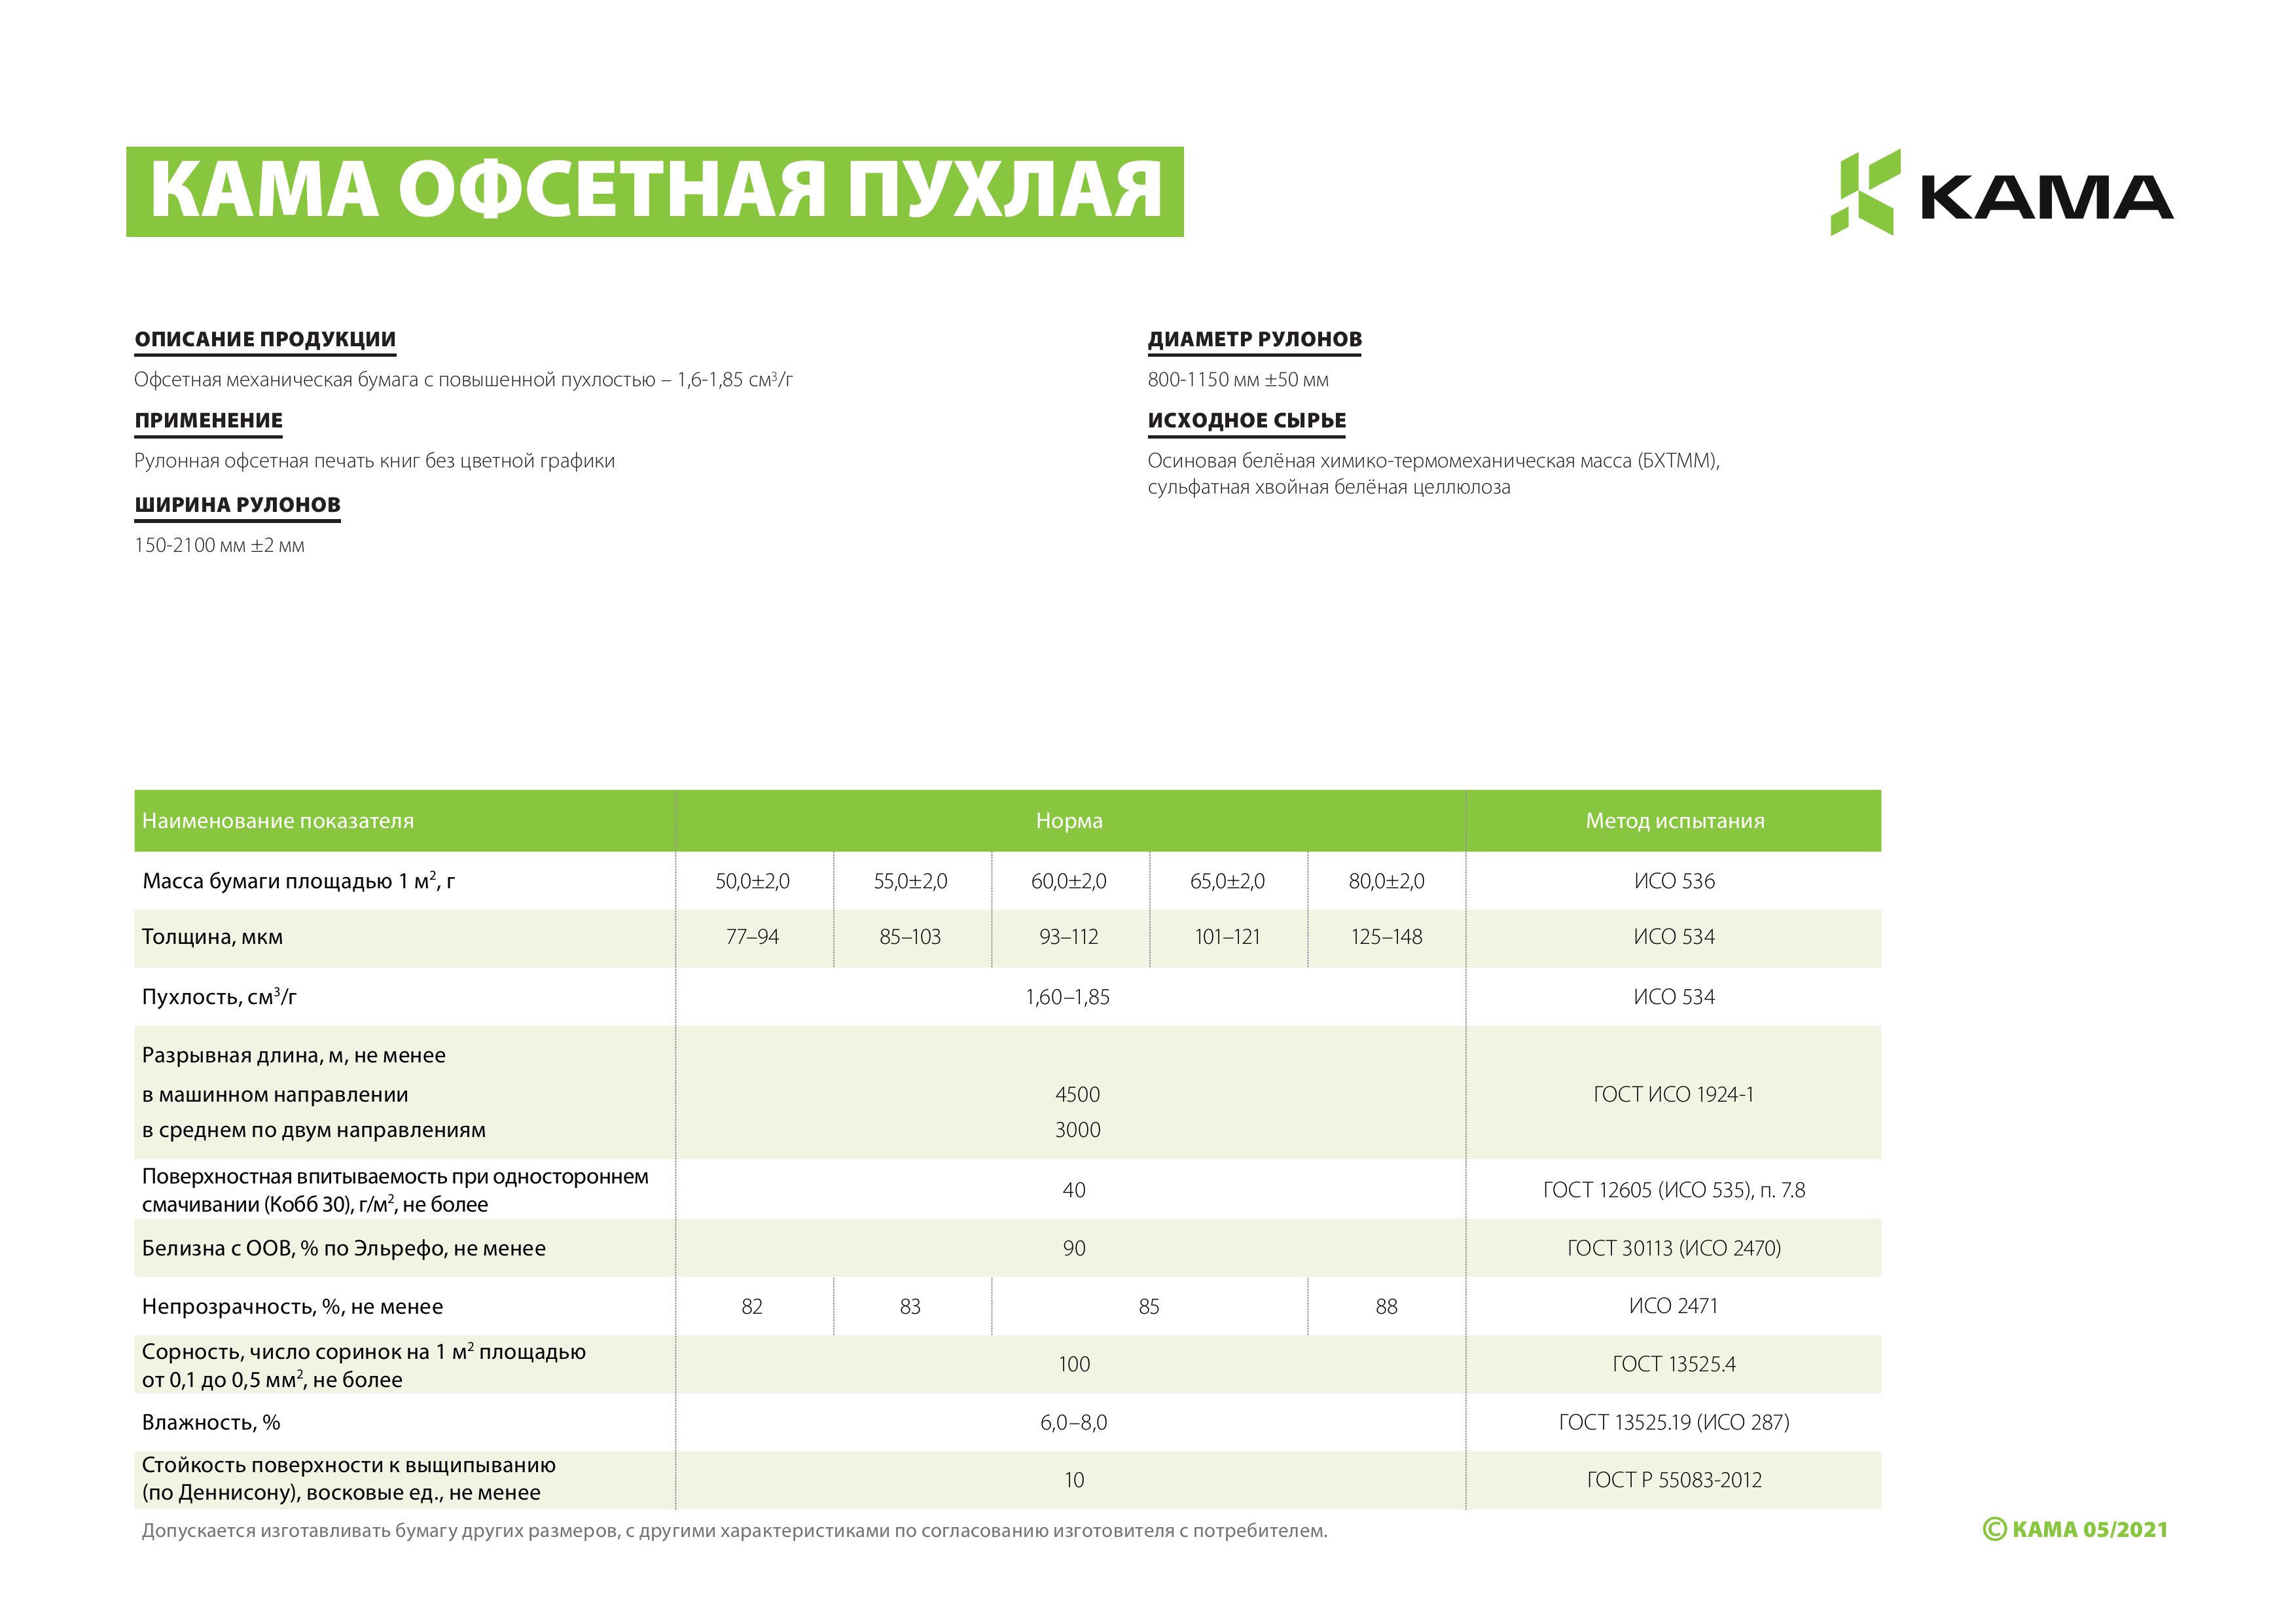 КАМА ОФСЕТНАЯ ПУХЛАЯ
КАМА
ОПИСАНИЕ ПРОДУКЦИИ
Офсетная механическая бумага с повышенной пухлостью – 1,6-1,85 см³/г
ПРИМЕНЕНИЕ
Рулонная офсетная печать книг без цветной графики
ШИРИНА РУЛОНОВ
150-2100 мм ±2 мм
ДИАМЕТР РУЛОНОВ
800-1150 мм ±50 мм
ИСХОДНОЕ СЫРЬЕ
Осиновая белёная химико-термомеханическая масса (БХТММ),
сульфатная хвойная белёная целлюлоза
Наименование показателя Норма Метод испытания
Масса бумаги площадью 1 м², г 50,0±2,0 55,0±2,0 60,0±2,0 65,0±2,0 80,0±2,0 ИСО 536
Толщина, мкм 77–94 85–103 93–112 101–121 125–148 ИСО 534
Пухлость, см³/г 1,60–1,85 ИСО 534
Разрывная длина, м, не менее
в машинном направлении 4500 ГОСТ ИСО 1924-1
в среднем по двум направлениям 3000
Поверхностная впитываемость при одностороннем
смачивании (Кобб 30), г/м², не более 40 ГОСТ 12605 (ИСО 535), п. 7.8
Белизна с ООВ, % по Эльрефо, не менее 90 ГОСТ 30113 (ИСО 2470)
Непрозрачность, %, не менее 82 83 85 88 ИСО 2471
Сорность, число соринок на 1 м² площадью
от 0,1 до 0,5 мм², не более 100 ГОСТ 13525.4
Влажность, % 6,0–8,0 ГОСТ 13525.19 (ИСО 287)
Стойкость поверхности к выщипыванию
(по Деннисону), восковые ед., не менее 10 ГОСТ Р 55083-2012
Допускается изготавливать бумагу других размеров, с другими характеристиками по согласованию изготовителя с потребителем.
© КАМА 05/2021